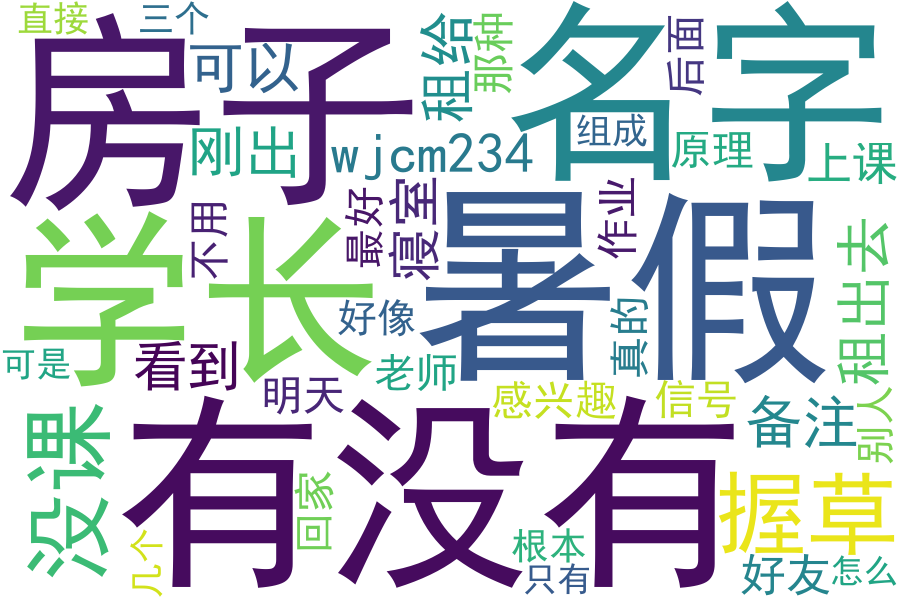 直接
三个
房子
可以
租给
那种
名字
后面
刚出
wjcm234
组成
原理
上课
学长
不用
最好
寝室
暑假
作业
租出去
好像
真的
可是
看到
明天
老师
感兴趣
信号
备注
别人
没课
有没有
回家
几个
根本
只有
握草
好友
怎么